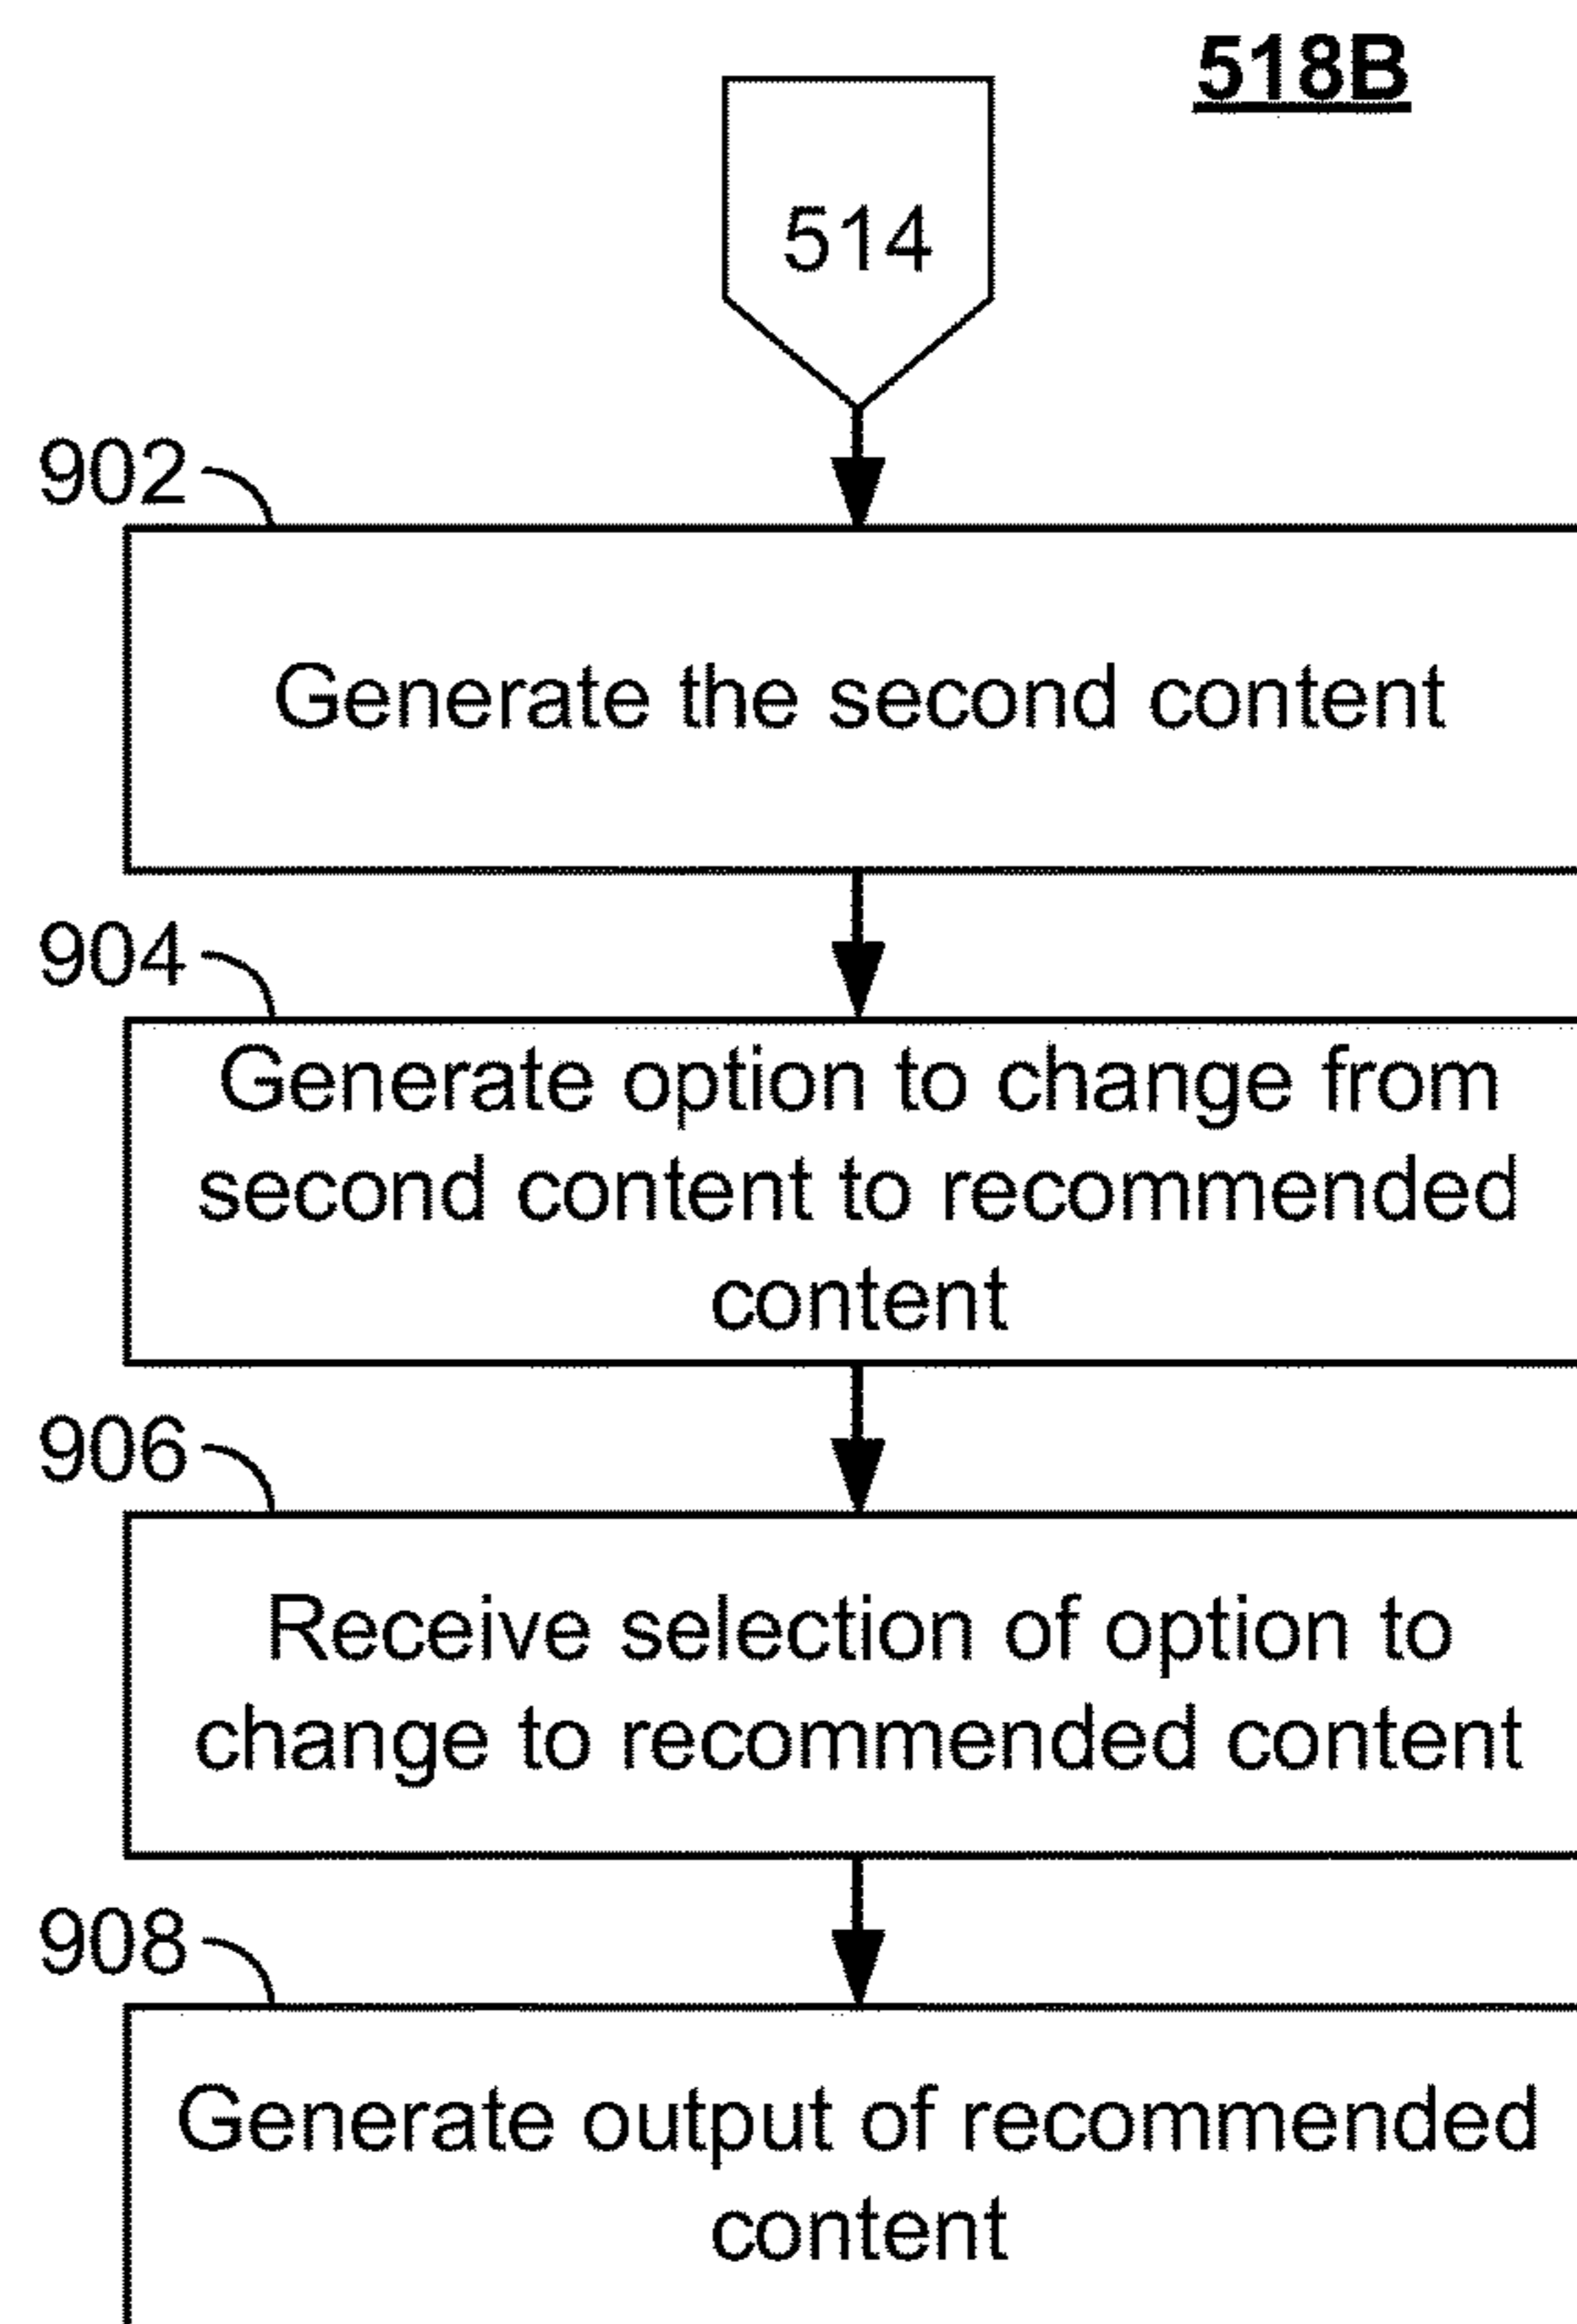 518B
514
902
Generate the second content
904
Generate option to change from
second content to recommended
content
906
Receive selection of option to
change to recommended content
908
Generate output of recommended
content